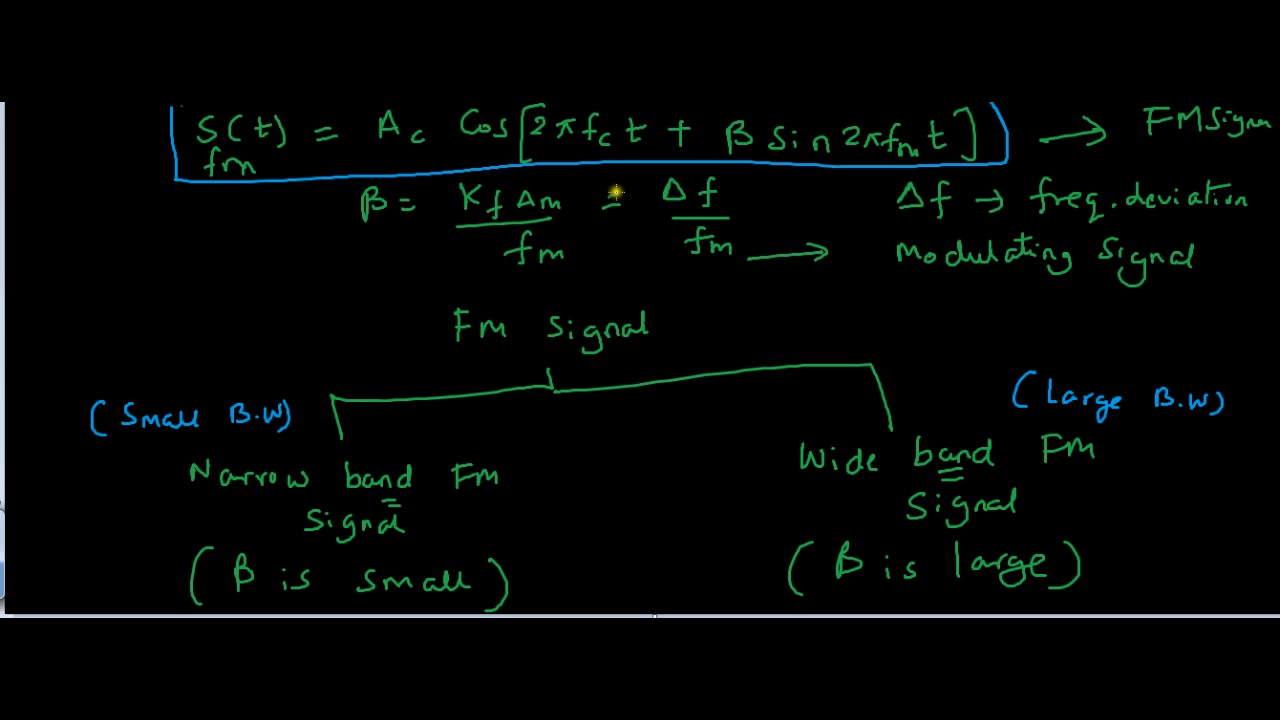 S(t) fm = Ac Cos[2πfc t + β Sin 2πfm t] → FM Sign
β = Kf Am / fm = Δf / fm → Modulating Signal
Δf → freq. deviation
Fm Signal
(Small B.W)
(Large B.W)
Narrow band Fm
Signal
(β is small)
Wide band FM
Signal
(β is large)